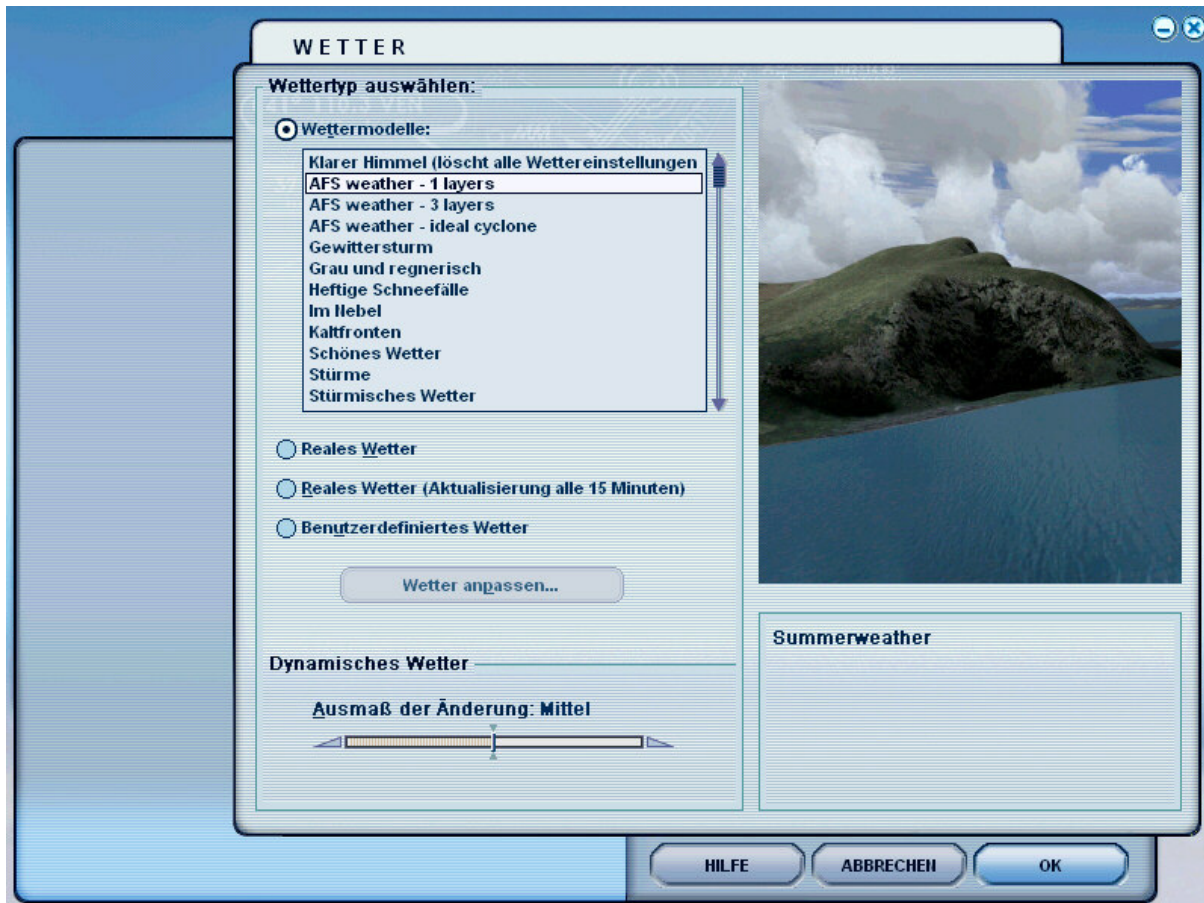 WETTER
Wettertyp auswählen:
Wettermodelle:
Klarer Himmel (löscht alle Wettereinstellungen
AFS weather - 1 layers
AFS weather - 3 layers
AFS weather - ideal cyclone
Gewittersturm
Grau und regnerisch
Heftige Schneefälle
Im Nebel
Kaltfronten
Schönes Wetter
Stürme
Stürmisches Wetter
Reales Wetter
Reales Wetter (Aktualisierung alle 15 Minuten)
Benutzerdefiniertes Wetter
Wetter anpassen...
Dynamisches Wetter
Ausmaß der Änderung: Mittel
Summerweather
HILFE
ABBRECHEN
OK